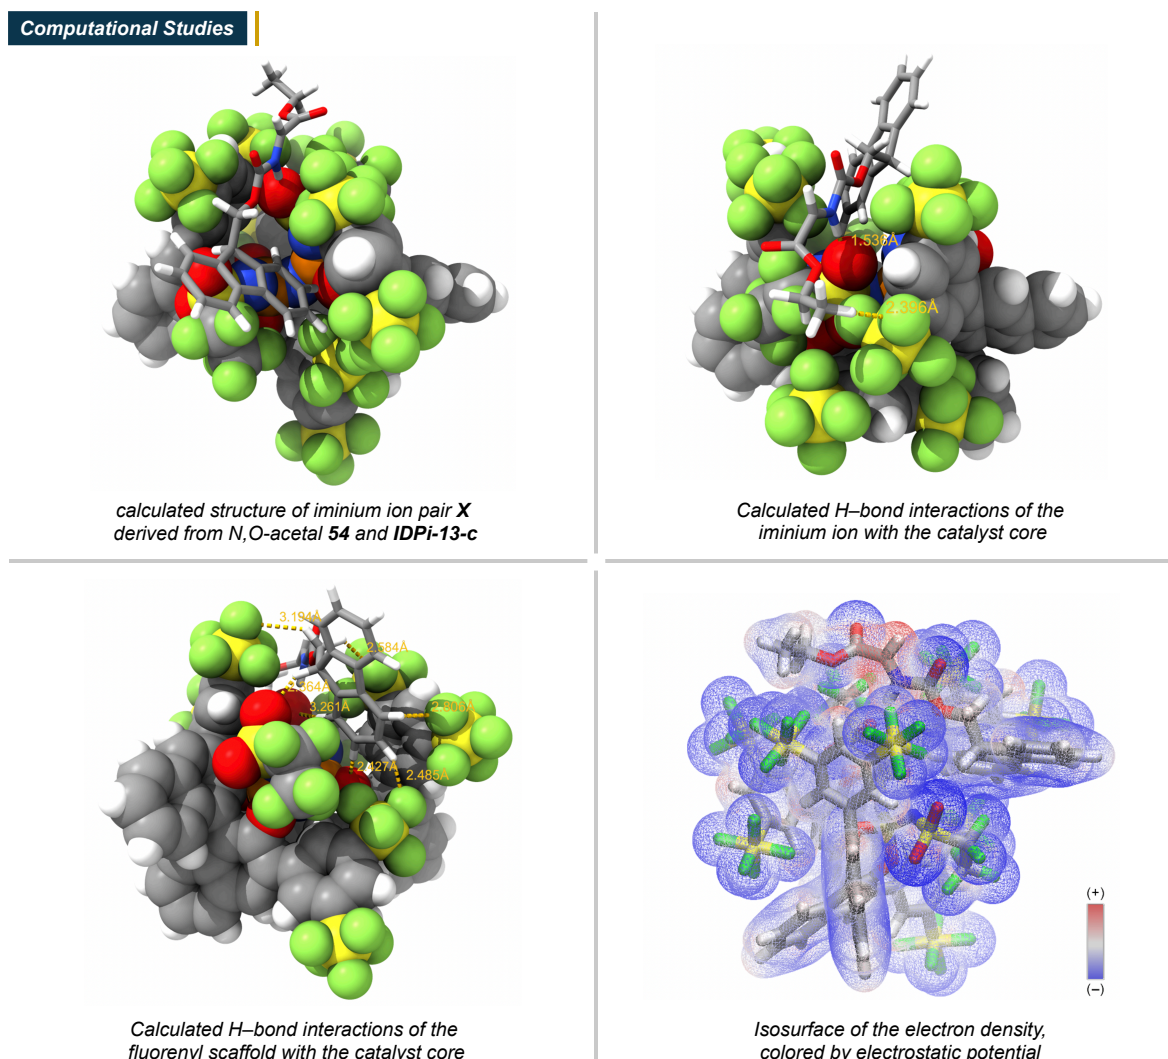 Computational Studies
calculated structure of iminium ion pair X
derived from N,O-acetal 54 and IDPi-13-c
1.536Å
2.396Å
Calculated H–bond interactions of the
iminium ion with the catalyst core
3.194Å
2.584Å
2.364Å
3.261Å
2.427Å
2.485Å
Calculated H–bond interactions of the
fluorenyl scaffold with the catalyst core
(+)
(–)
Isosurface of the electron density,
colored by electrostatic potential